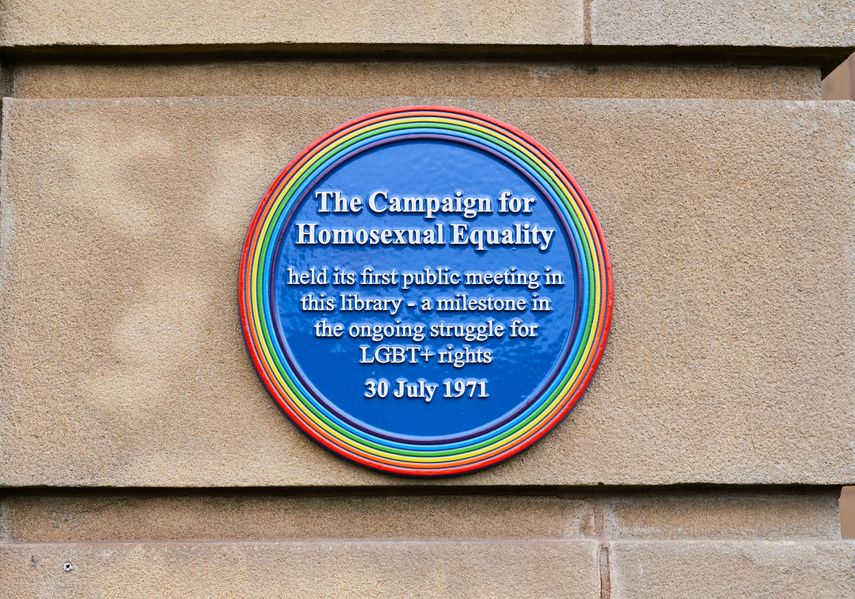 The Campaign for
Homosexual Equality
held its first public meeting in
this library - a milestone in
the ongoing struggle for
LGBT+ rights
30 July 1971